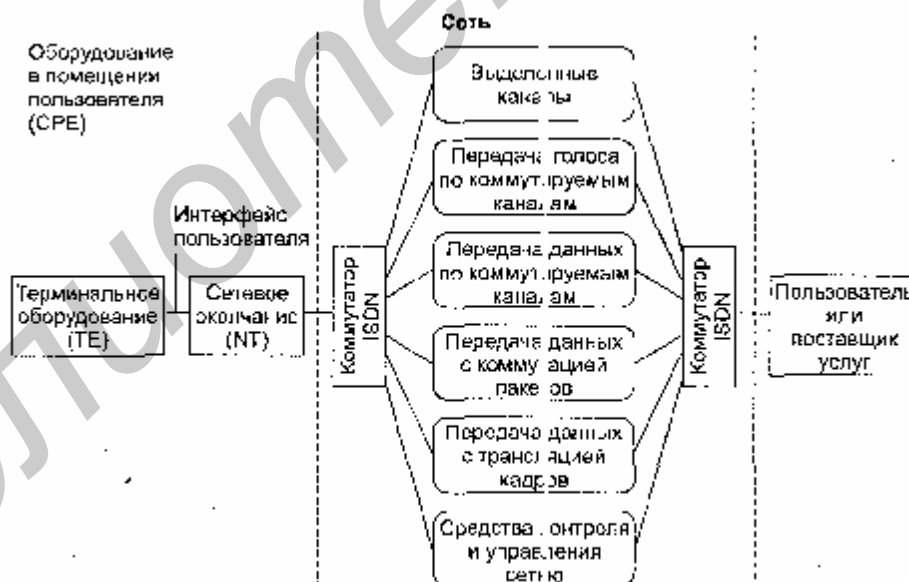 Сеть
Оборудование
в помещении
пользователя
(CPE)
Выделенные
каналы
Передача голоса
по коммутируемым
каналам
Интерфейс
пользователя
Передача данных
по коммутируемым
каналам
Терминальное
оборудование
(TE)
Сетевое
окончание
(NT)
Коммутатор
ISDN
Передача данных
с коммутацией
пакетов
Коммутатор
ISDN
Пользователь
или
поставщик
услуг
Передача данных
с трансляцией
кадров
Средства контроля
и управления
сетью